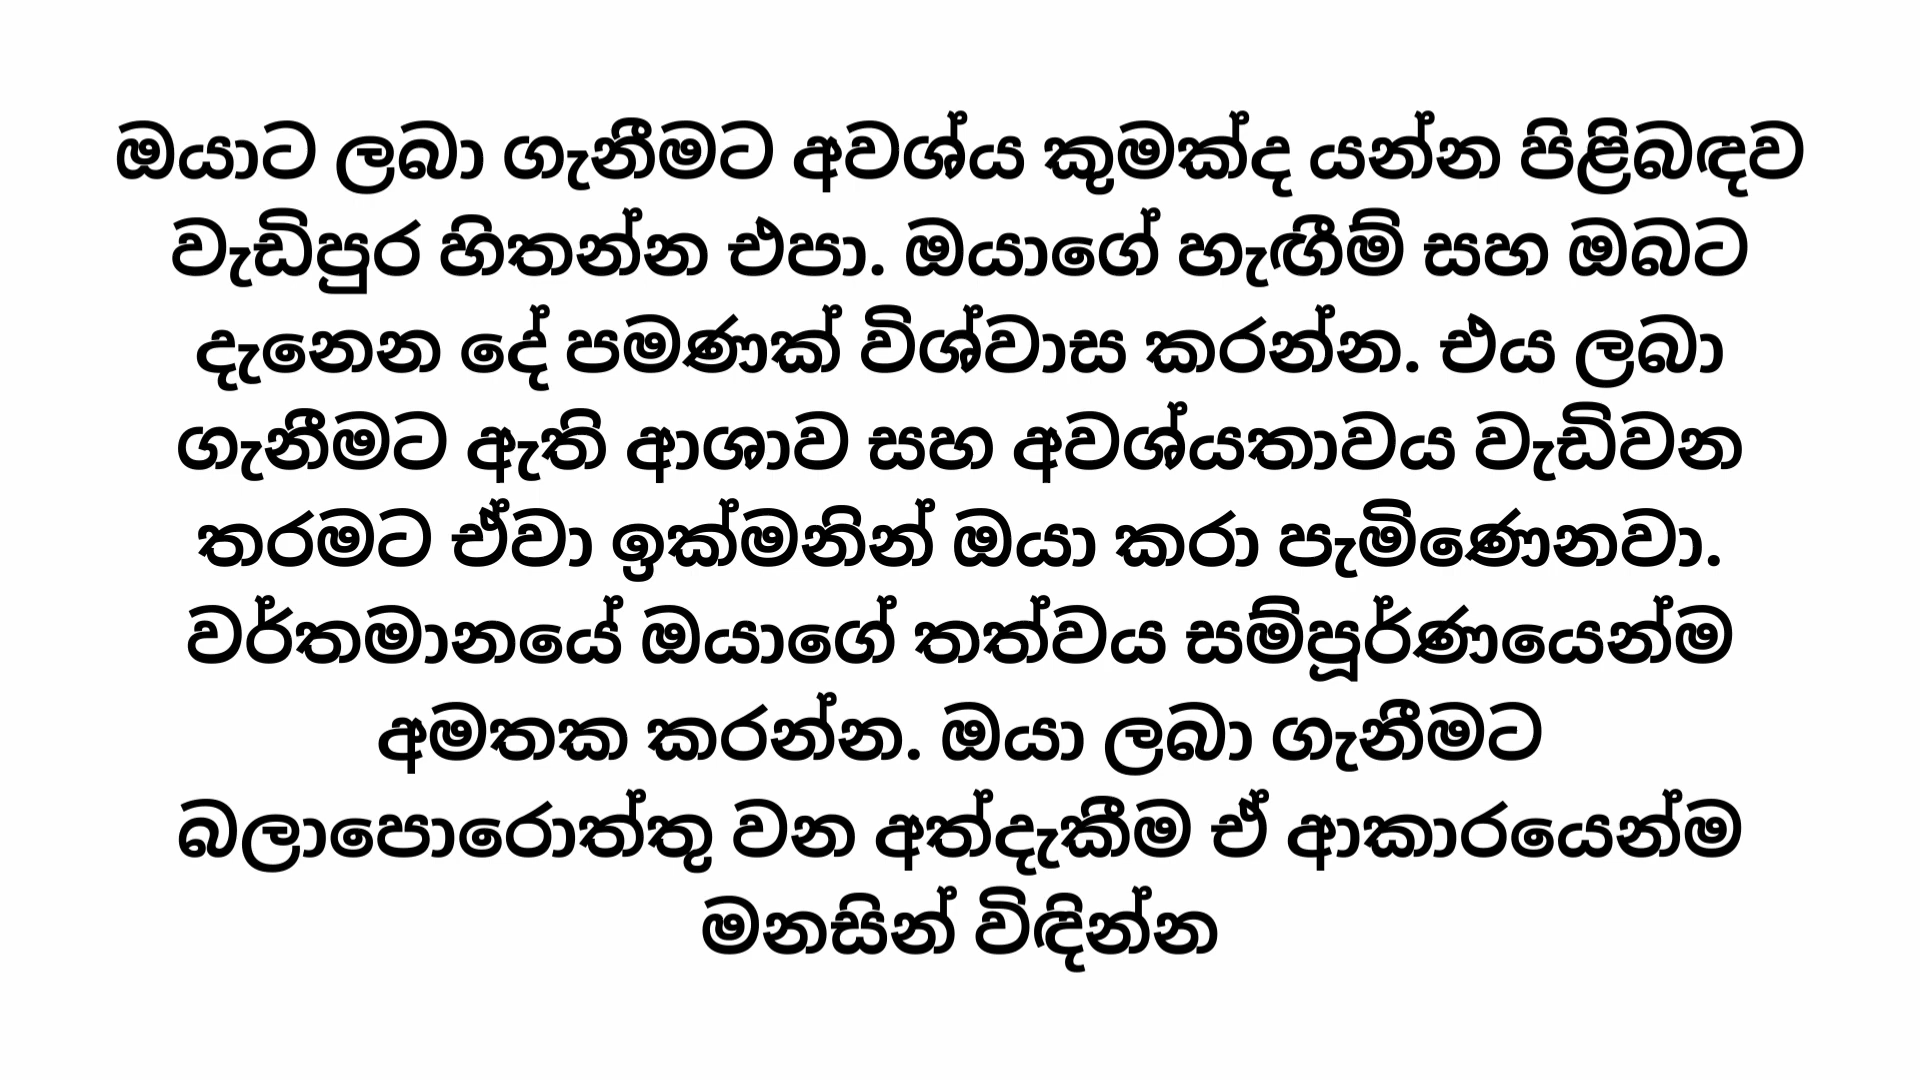 ඔයාට ලබා ගැනීමට අවශ්ය කුමක්ද යන්න පිළිබඳව
වැඩිපුර හිතන්න එපා. ඔයාගේ හැඟීම් සහ ඔබට
දැනෙන දේ පමණක් විශ්වාස කරන්න. එය ලබා
ගැනීමට ඇති ආශාව සහ අවශ්යතාවය වැඩිවන
තරමට ඒවා ඉක්මනින් ඔයා කරා පැමිණෙනවා.
වර්තමානයේ ඔයාගේ තත්වය සම්පූර්ණයෙන්ම
අමතක කරන්න. ඔයා ලබා ගැනීමට
බලාපොරොත්තු වන අත්දැකීම ඒ ආකාරයෙන්ම
මනසින් විඳින්න